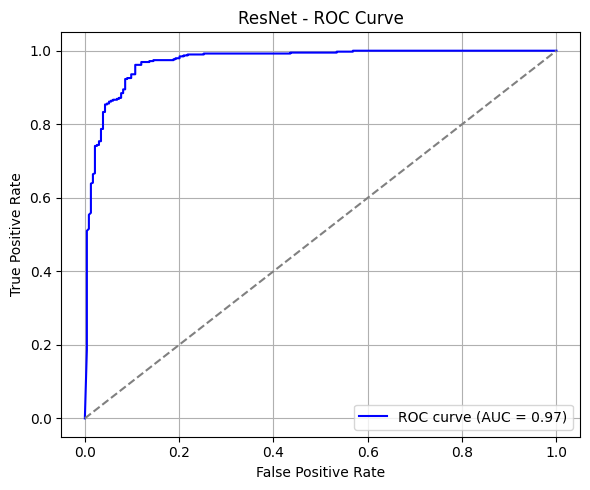 ResNet - ROC Curve
True Positive Rate
1.0
0.8
0.6
0.4
0.2
0.0
0.0 0.2 0.4 0.6 0.8 1.0
False Positive Rate
ROC curve (AUC = 0.97)